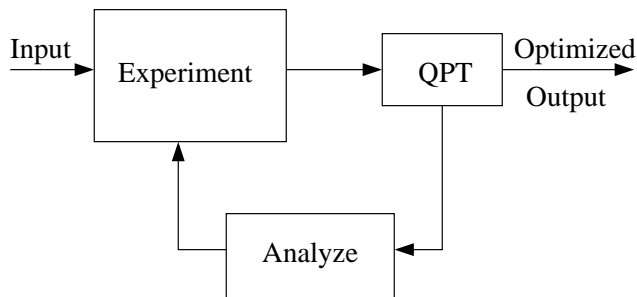 Input
Experiment
QPT
Optimized
Output
Analyze